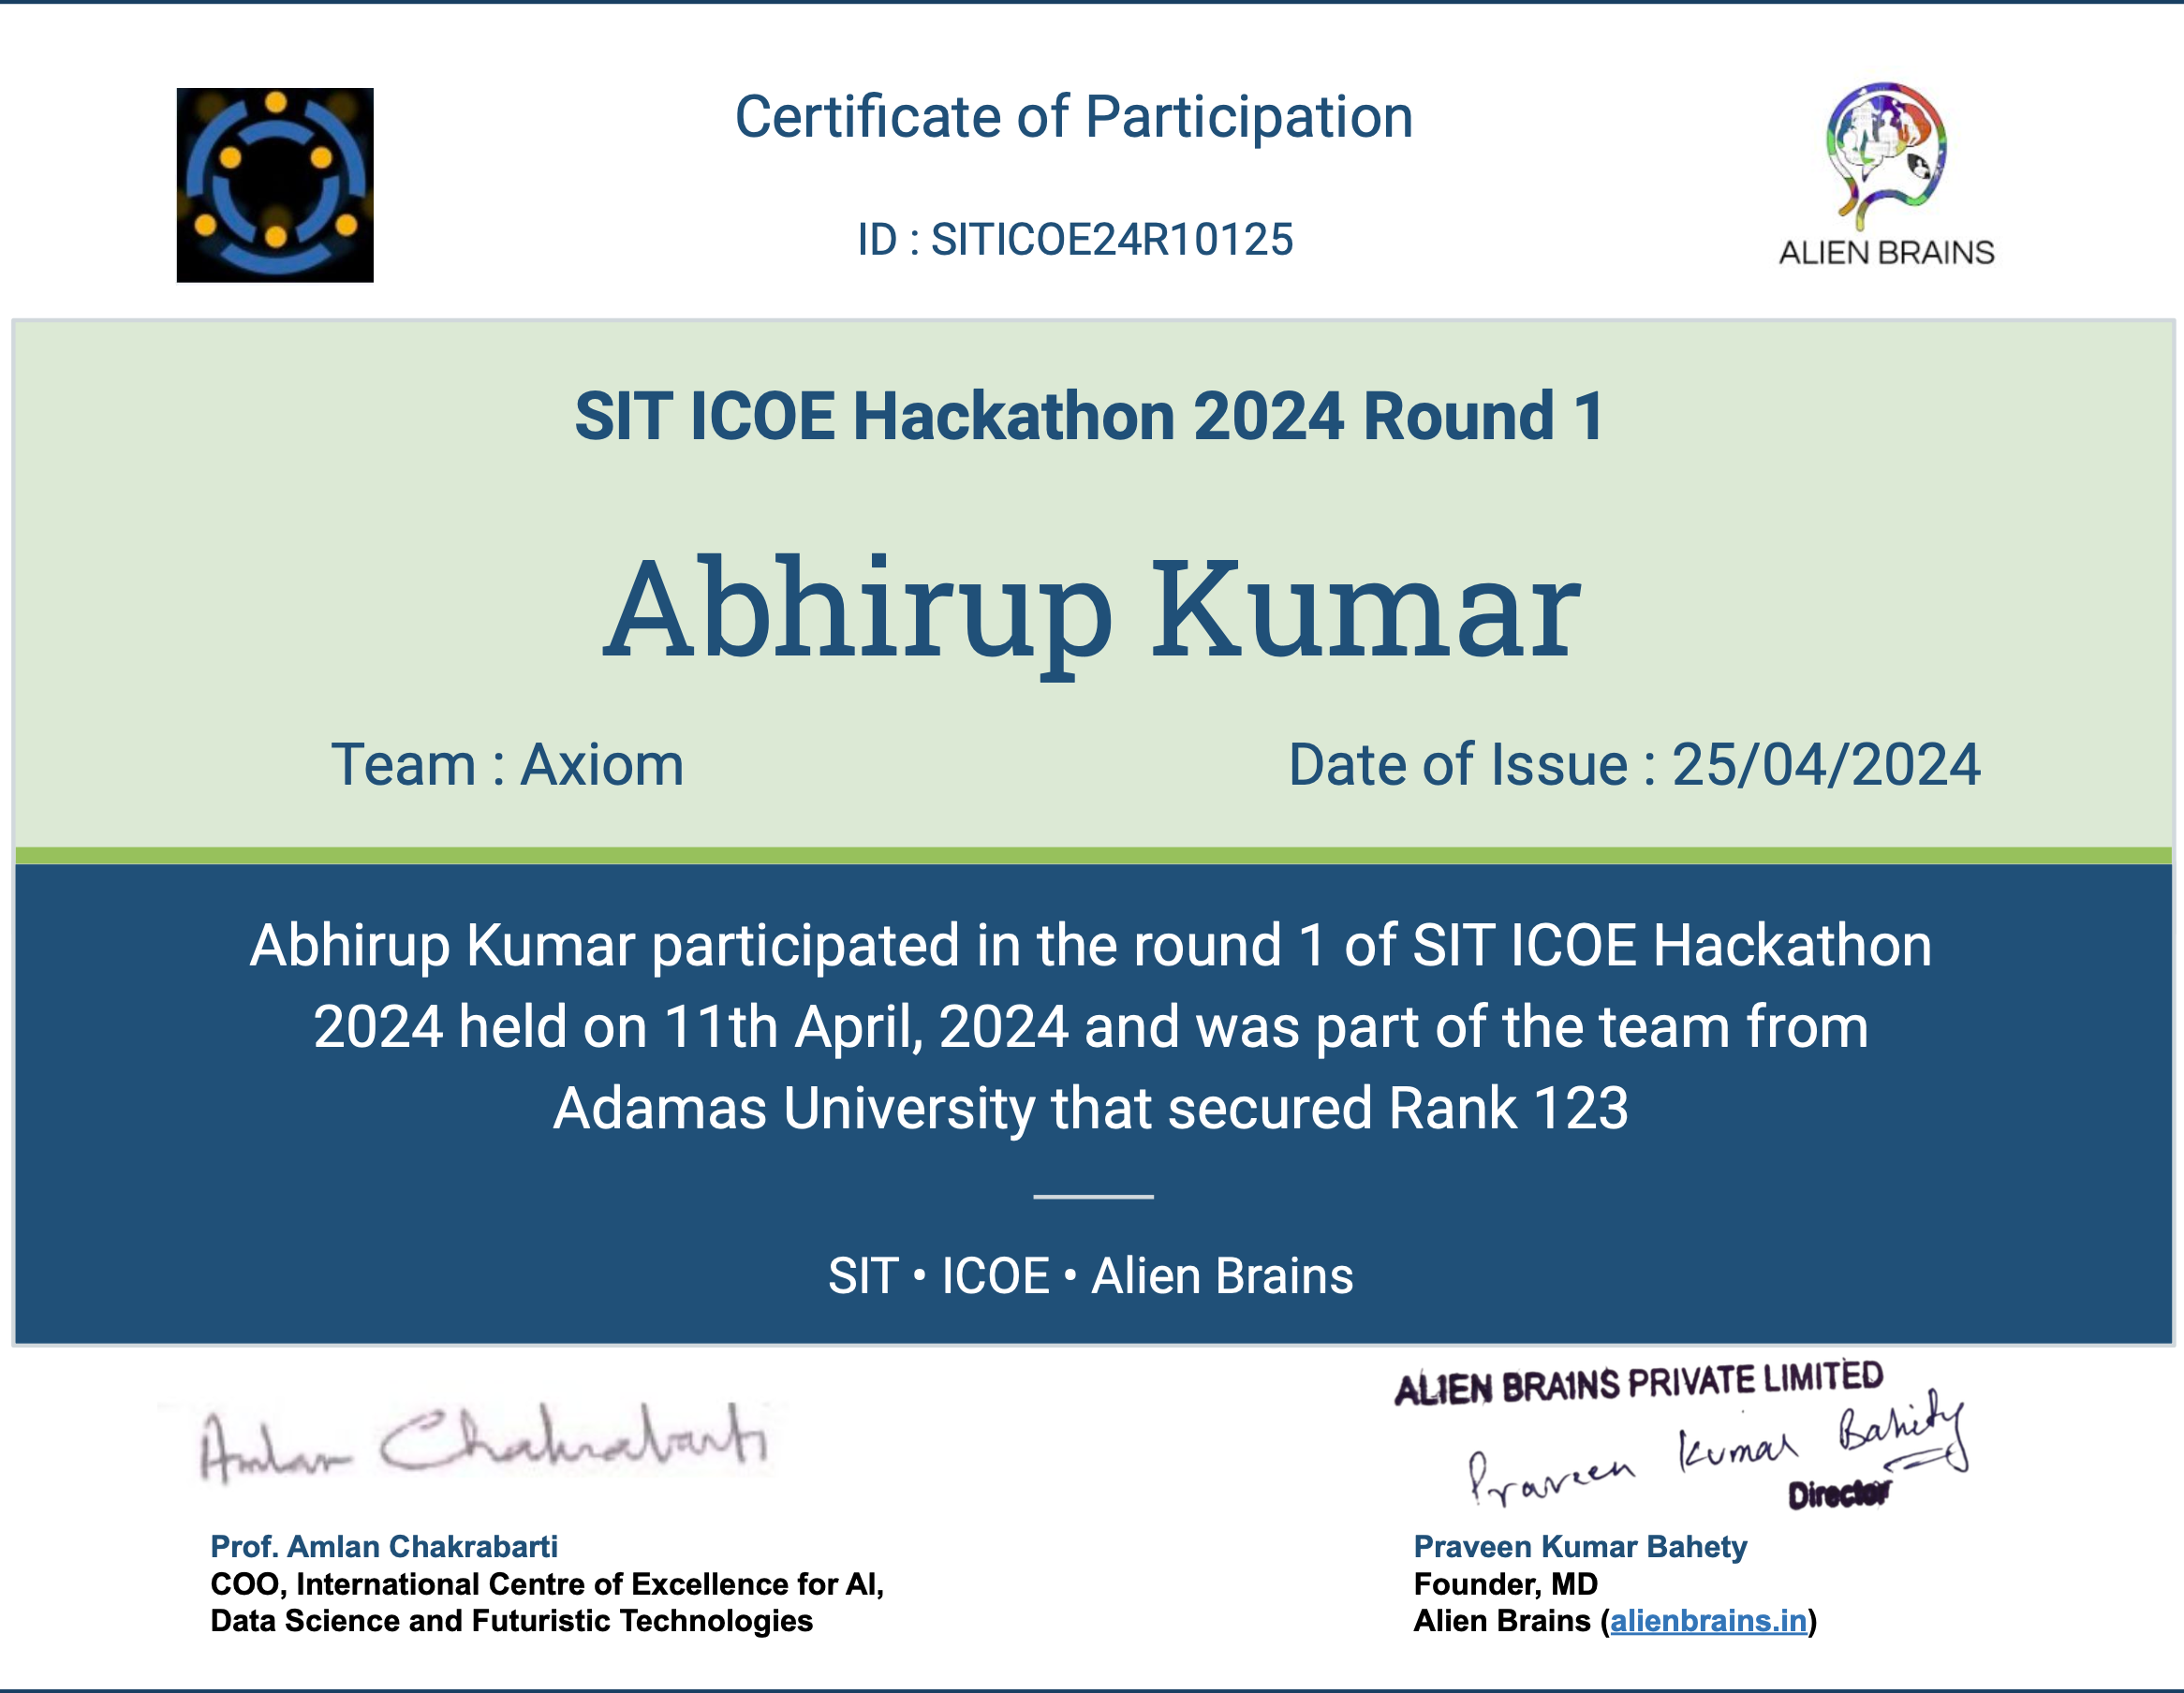 Certificate of Participation
ID : SITICOE24R10125
ALIEN BRAINS
SIT ICOE Hackathon 2024 Round 1
Abhirup Kumar
Team : Axiom
Date of Issue : 25/04/2024
Abhirup Kumar participated in the round 1 of SIT ICOE Hackathon
2024 held on 11th April, 2024 and was part of the team from
Adamas University that secured Rank 123
SIT • ICOE • Alien Brains
Amlan Chakrabarti
Prof. Amlan Chakrabarti
COO, International Centre of Excellence for AI,
Data Science and Futuristic Technologies
ALIEN BRAINS PRIVATE LIMITED
Praveen Kumar Bahety
Director
Praveen Kumar Bahety
Founder, MD
Alien Brains (alienbrains.in)